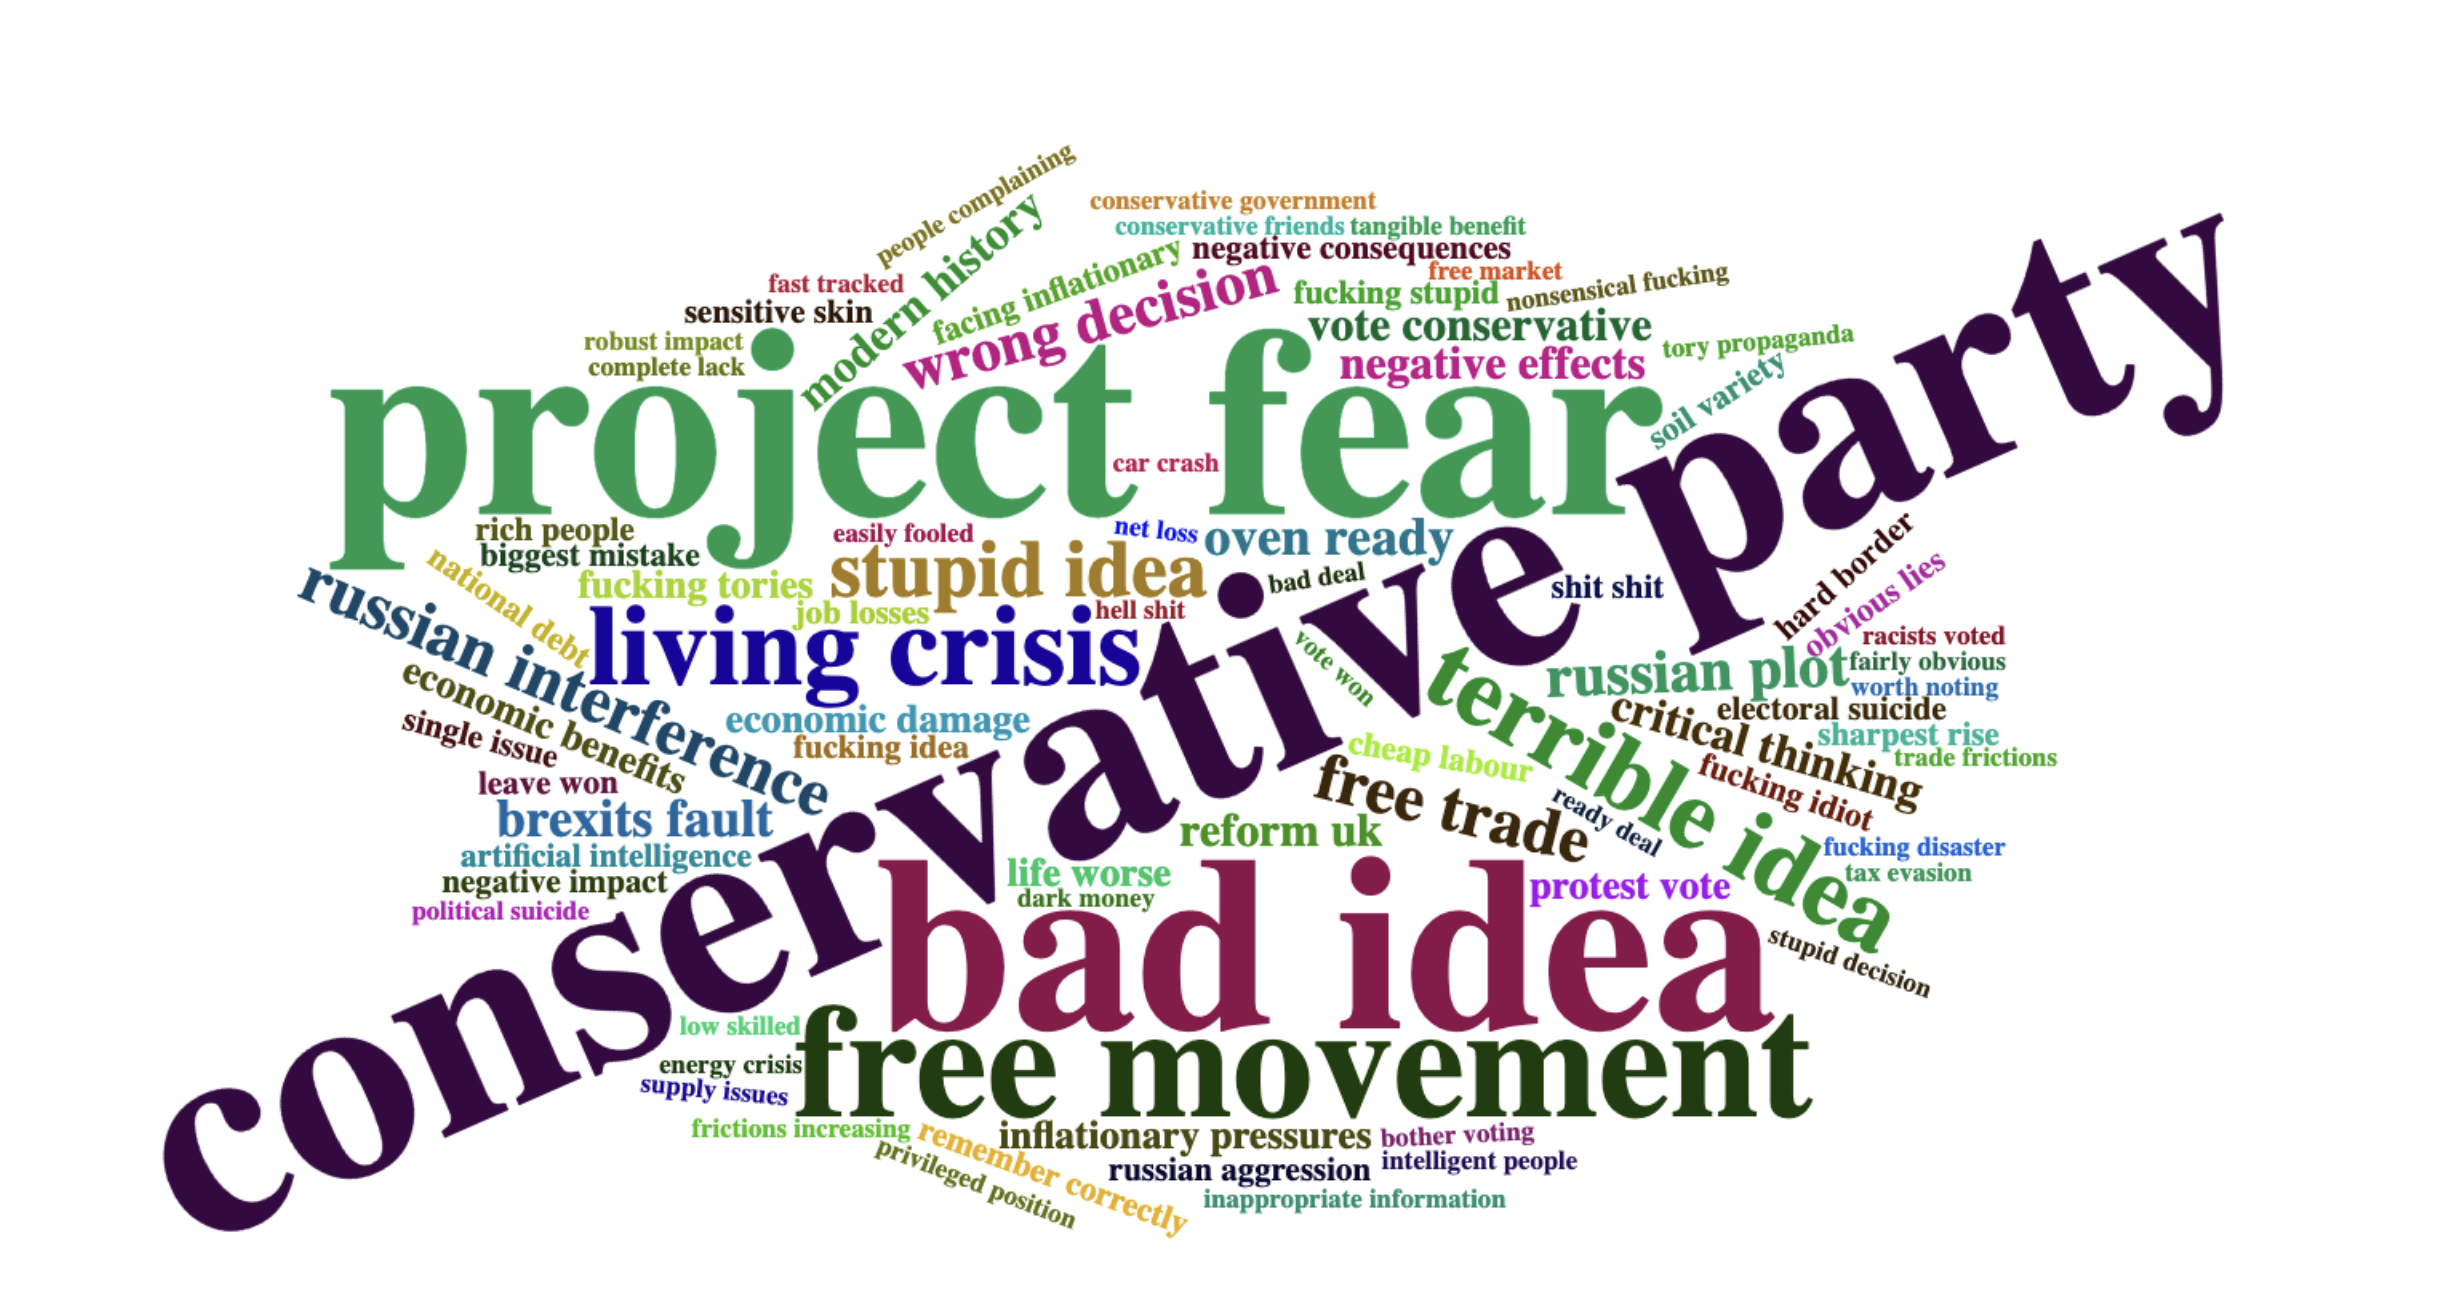 people complaining
conservative government
conservative friends
tangible benefit
modern history
facing inflationary
negative consequences
fast tracked
wrong decision
free market
fucking stupid
nonsensical fucking
sensitive skin
vote conservative
robust impact
complete lack
negative effects
tory propaganda
soil variety
project fear
conservative party
car crash
rich people
easily fooled
net loss
oven ready
biggest mistake
national debt
fucking tories
stupid idea
bad deal
shit shit
hard border
obvious lies
russian interference
job losses
hell shit
living crisis
vote won
racists voted
russian plot
fairly obvious
worth noting
economic benefits
single issue
economic damage
fucking idea
terrible idea
critical thinking
electoral suicide
sharpest rise
trade frictions
cheap labour
fucking idiot
leave won
free trade
ready deal
brexits fault
reform uk
artificial intelligence
life worse
fucking disaster
negative impact
dark money
protest vote
tax evasion
political suicide
bad idea
stupid decision
low skilled
free movement
energy crisis
supply issues
frictions increasing
remember correctly
inflationary pressures
bother voting
privileged position
russian aggression
intelligent people
inappropriate information